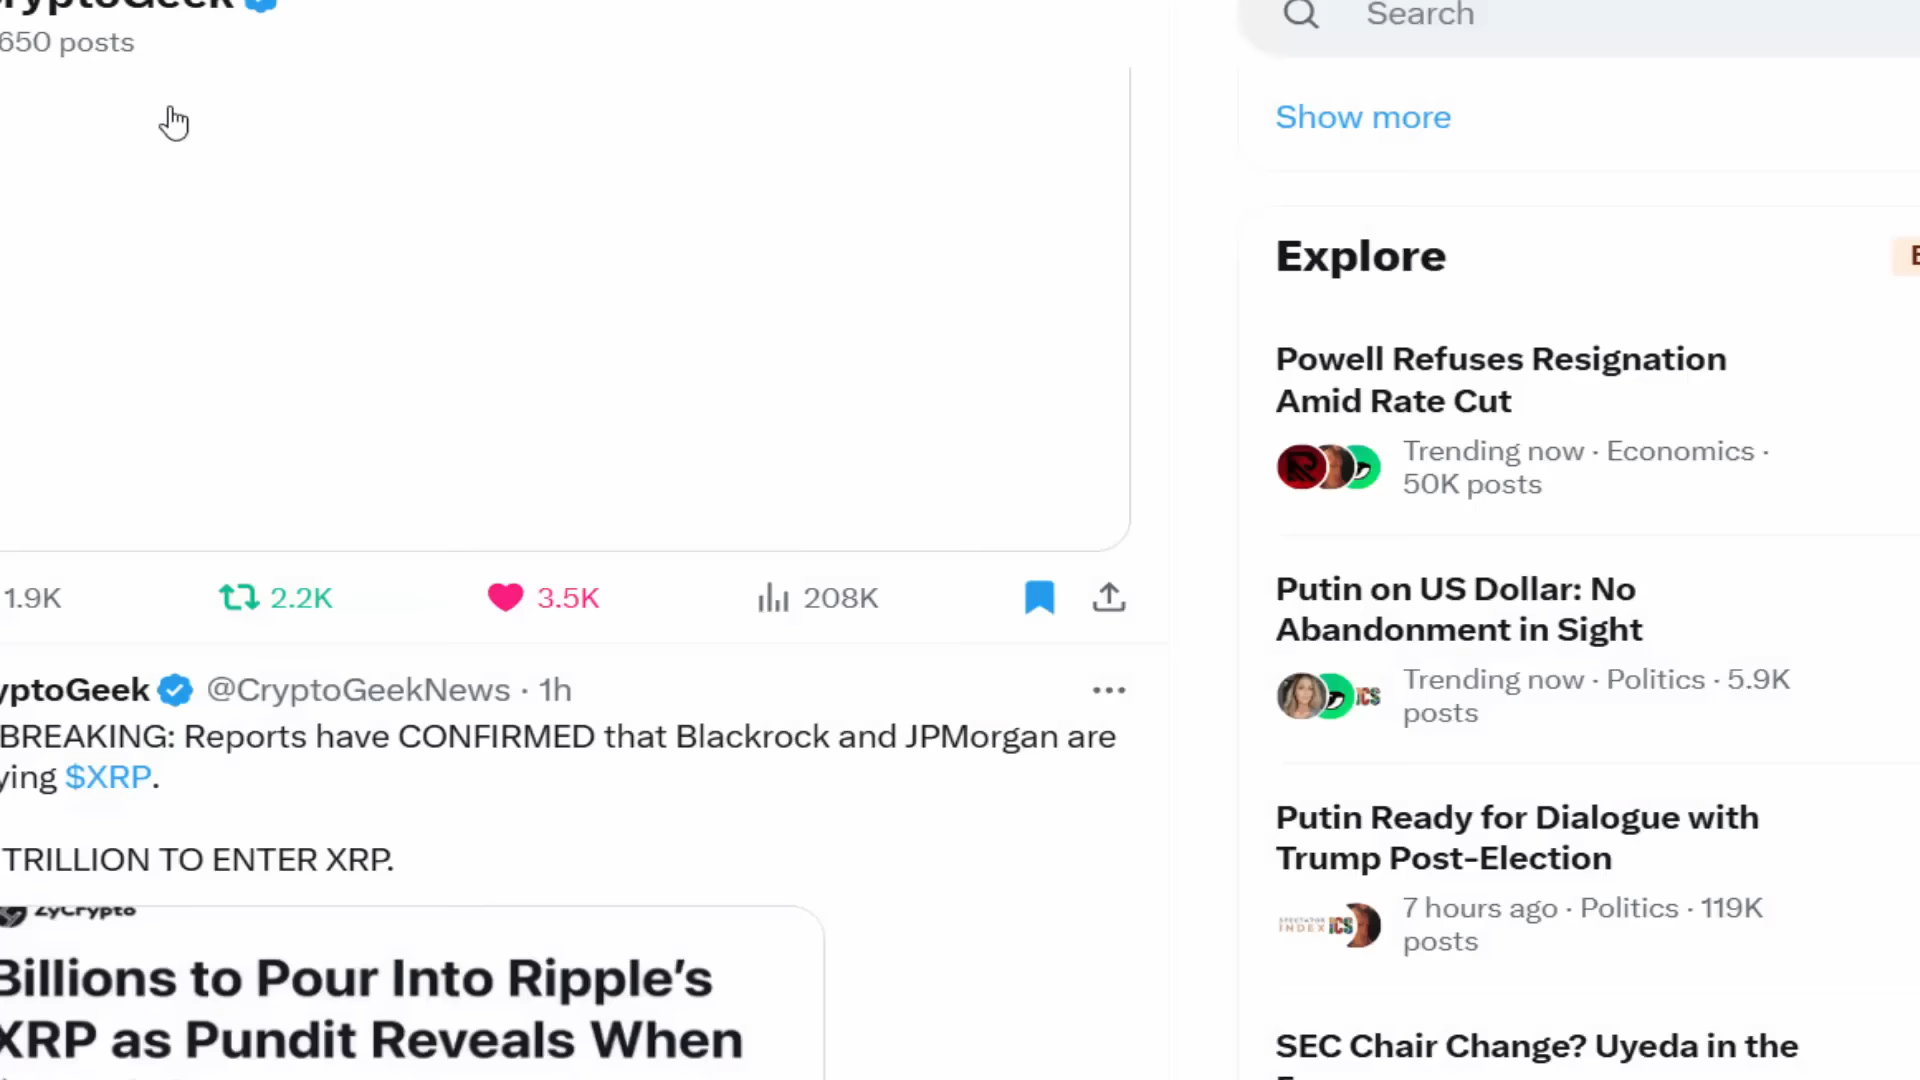 650 posts
1.9K
2.2K
3.5K
208K
@CryptoGeekNews · 1h
BREAKING: Reports have CONFIRMED that Blackrock and JPMorgan are
$XRP.
TRILLION TO ENTER XRP.
ZyCrypto
Billions to Pour Into Ripple's
XRP as Pundit Reveals When
Search
Show more
Explore
Powell Refuses Resignation
Amid Rate Cut
Trending now · Economics ·
50K posts
Putin on US Dollar: No
Abandonment in Sight
Trending now · Politics · 5.9K
posts
Putin Ready for Dialogue with
Trump Post-Election
7 hours ago · Politics · 119K
posts
SEC Chair Change? Uyeda in the